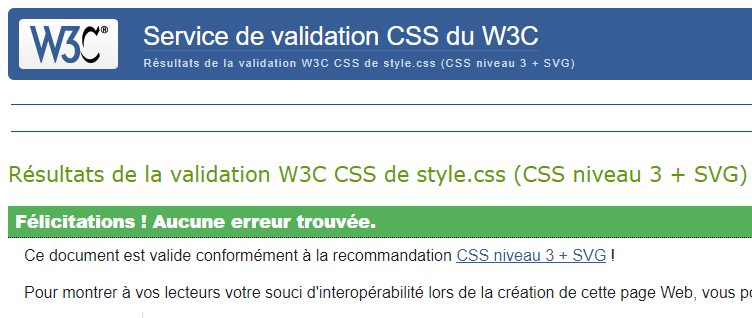 W3C®
Service de validation CSS du W3C
Résultats de la validation W3C CSS de style.css (CSS niveau 3 + SVG)
Résultats de la validation W3C CSS de style.css (CSS niveau 3 + SVG)
Félicitations ! Aucune erreur trouvée.
Ce document est valide conformément à la recommandation CSS niveau 3 + SVG !
Pour montrer à vos lecteurs votre souci d'interopérabilité lors de la création de cette page Web, vous